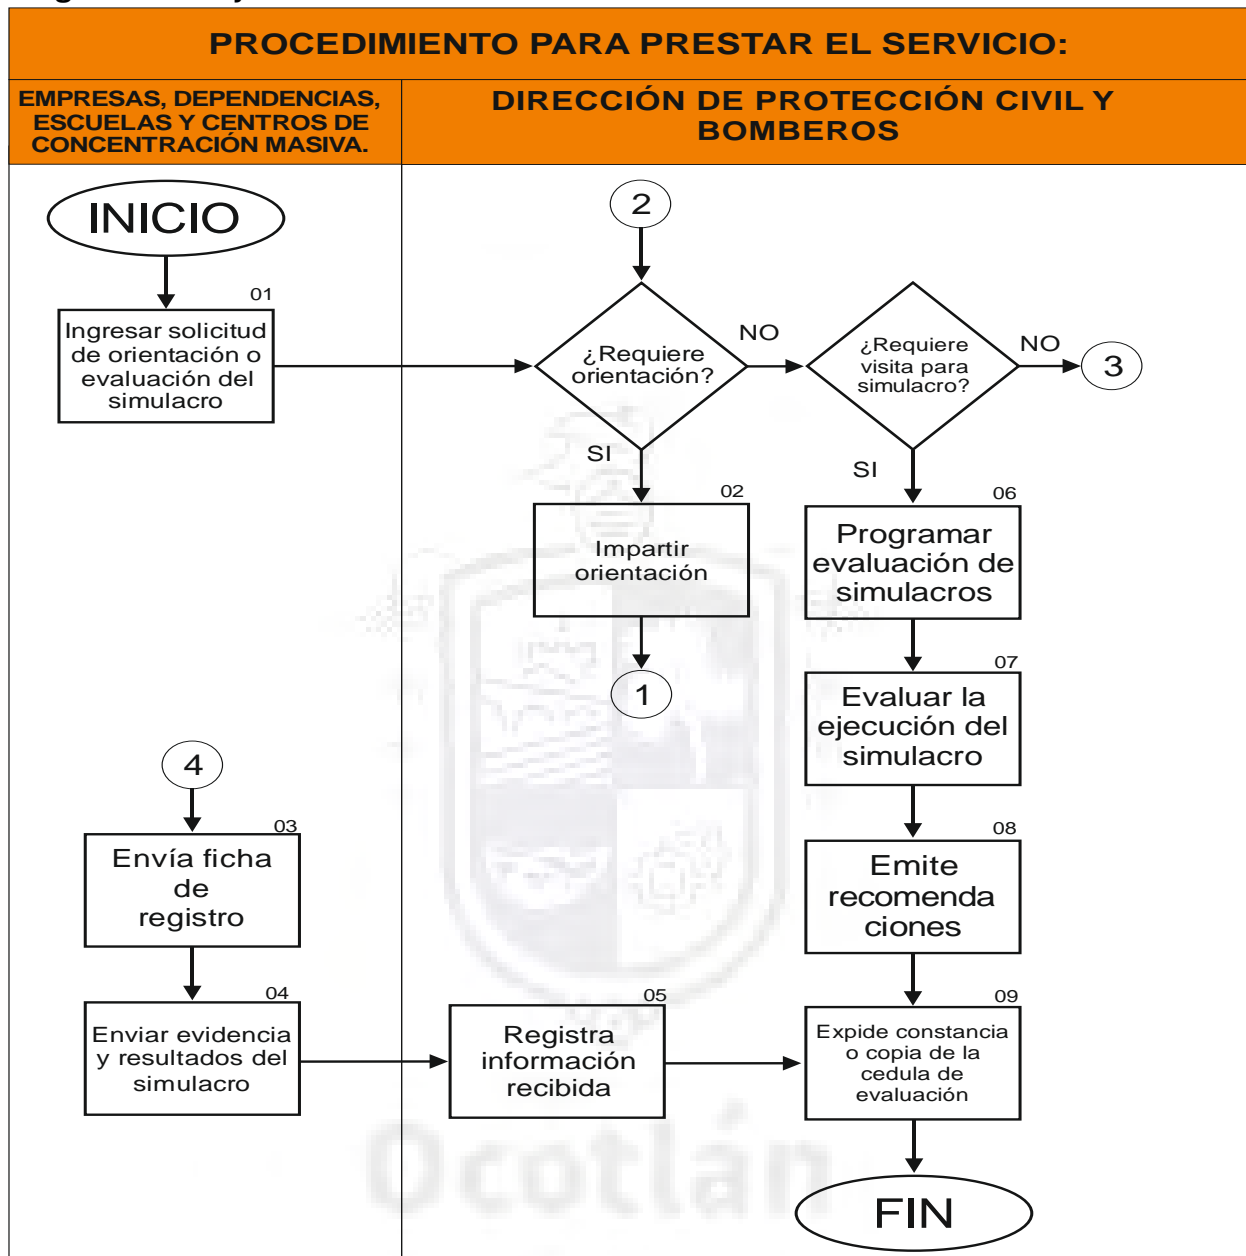 PROCEDIMIENTO PARA PRESTAR EL SERVICIO:
EMPRESAS, DEPENDENCIAS,
ESCUELAS Y CENTROS DE
CONCENTRACIÓN MASIVA.
DIRECCIÓN DE PROTECCIÓN CIVIL Y
BOMBEROS
INICIO
2
01
Ingresar solicitud
de orientación o
evaluación del
simulacro
¿Requiere
orientación?
NO
¿Requiere
visita para
simulacro?
NO
3
SI
SI
02
Impartir
orientación
06
Programar
evaluación de
simulacros
1
07
Evaluar la
ejecución del
simulacro
4
03
Envía ficha
de
registro
08
Emite
recomenda
ciones
04
Enviar evidencia
y resultados del
simulacro
05
Registra
información
recibida
09
Expide constancia
o copia de la
cedula de
evaluación
Ocotlán
FIN